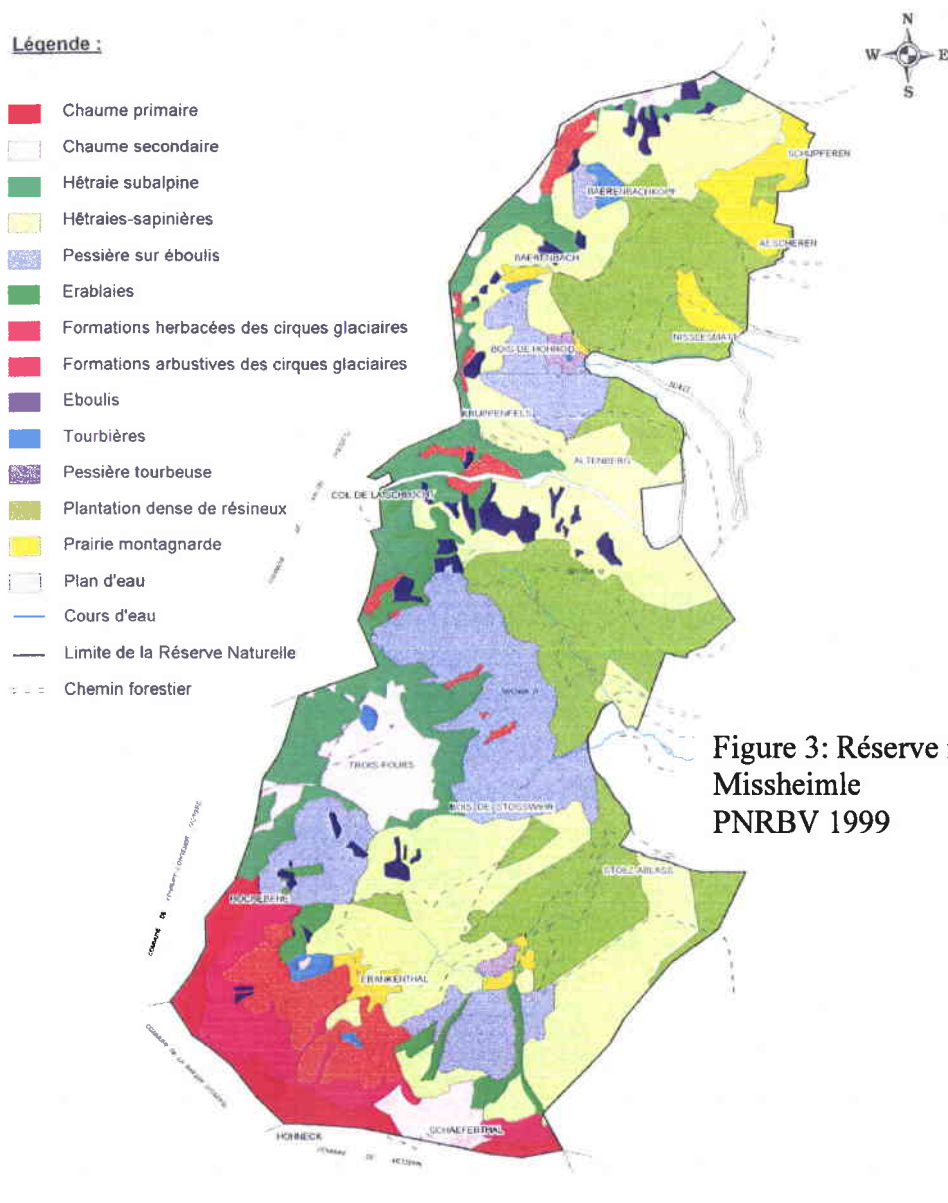 Légende :
Chaume primaire
Chaume secondaire
Hêtraie subalpine
Hêtraies-sapinières
Pessière sur éboulis
Erablaies
Formations herbacées des cirques glaciaires
Formations arbustives des cirques glaciaires
Eboulis
Tourbières
Pessière tourbeuse
Plantation dense de résineux
Prairie montagnarde
Plan d'eau
Cours d'eau
Limite de la Réserve Naturelle
Chemin forestier
N
W E
S
SCHUPFEREN
BAERENBACHKOPF
AESCHEREN
BAERENBACH
NISSLESMATT
BOIS DE HOHROD
KRUPPENFELS
ALTENBERG
COL DE LA SCHLUCHT
TROIS-FOURS
BOIS DE STOSSWIHR
STOLZ-ABLASS
ROCHEBENE
FRANKENTHAL
SCHAEFERTHAL
HOHNECK
Figure 3: Réserve
Missheimle
PNRBV 1999